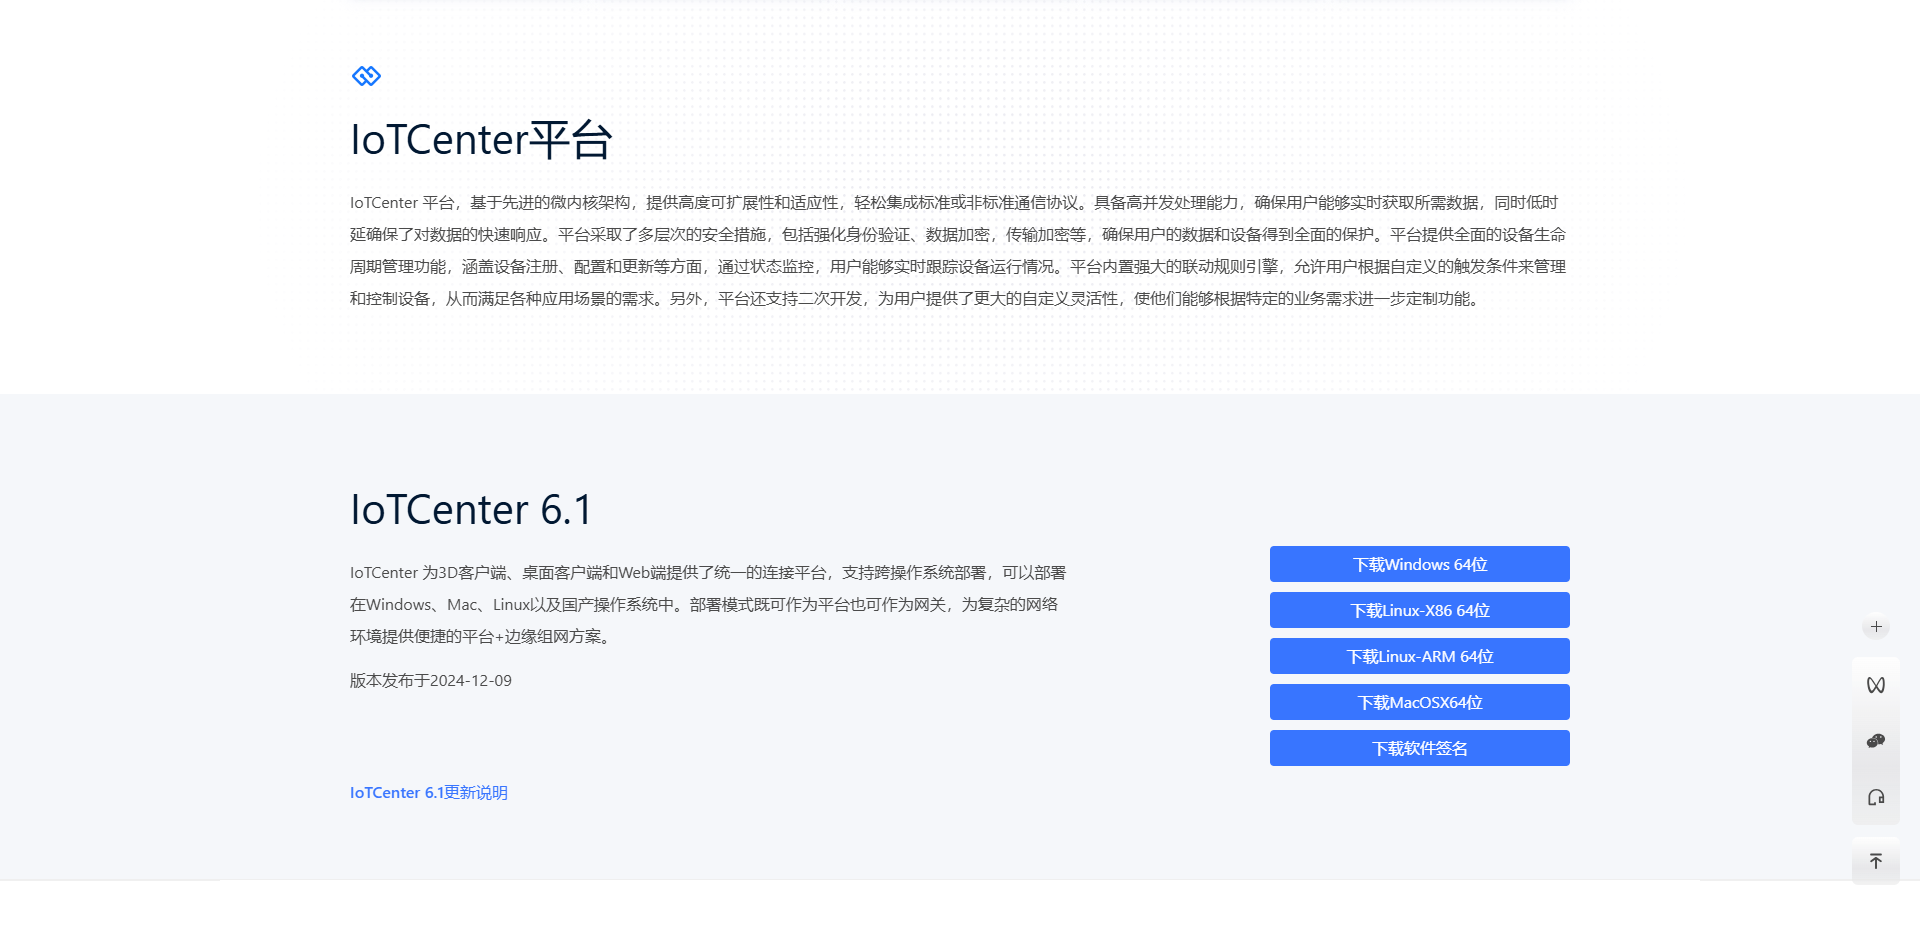 IoTCenter平台
IoTCenter 平台，基于先进的微内核架构，提供高度可扩展性和适应性，轻松集成标准或非标准通信协议。具备高并发处理能力，确保用户能够实时获取所需数据，同时低时
延确保了对数据的快速响应。平台采取了多层次的安全措施，包括强化身份验证、数据加密，传输加密等，确保用户的数据和设备得到全面的保护。平台提供全面的设备生命
周期管理功能，涵盖设备注册、配置和更新等方面，通过状态监控，用户能够实时跟踪设备运行情况。平台内置强大的联动规则引擎，允许用户根据自定义的触发条件来管理
和控制设备，从而满足各种应用场景的需求。另外，平台还支持二次开发，为用户提供了更大的自定义灵活性，使他们能够根据特定的业务需求进一步定制功能。
IoTCenter 6.1
IoTCenter 为3D客户端、桌面客户端和Web端提供了统一的连接平台，支持跨操作系统部署，可以部署
在Windows、Mac、Linux以及国产操作系统中。部署模式既可作为平台也可作为网关，为复杂的网络
环境提供便捷的平台+边缘组网方案。
版本发布于2024-12-09
IoTCenter 6.1更新说明
下载Windows 64位
下载Linux-X86 64位
下载Linux-ARM 64位
下载MacOSX64位
下载软件签名